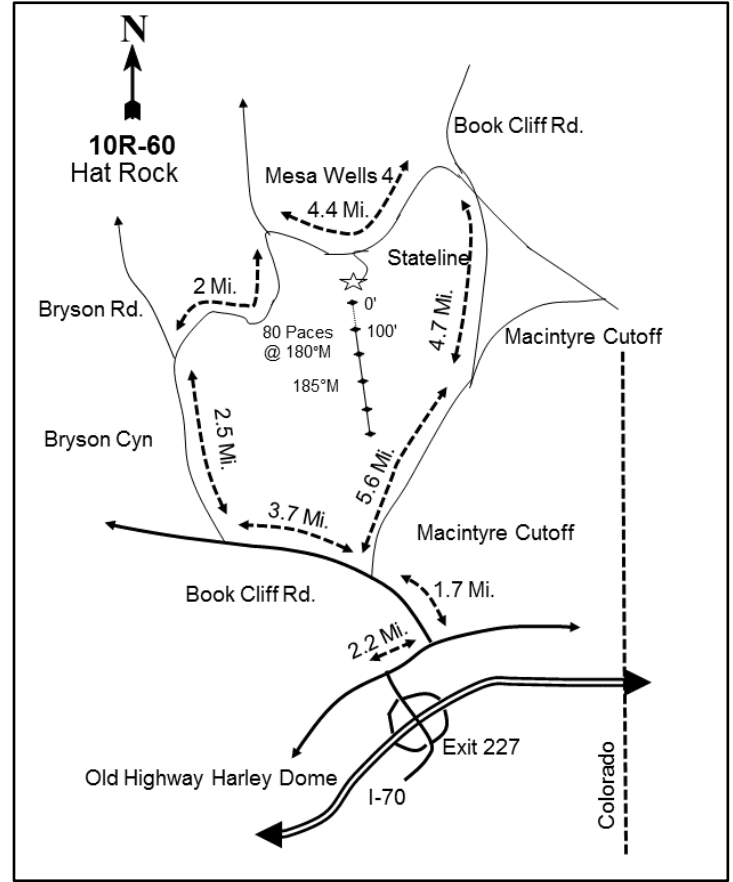 N
10R-60
Hat Rock
Book Cliff Rd.
Mesa Wells 4
4.4 Mi.
Stateline
2 Mi.
Bryson Rd.
0'
80 Paces
@ 180°M
100'
4.7 Mi.
Macintyre Cutoff
185°M
Bryson Cyn
2.5 Mi.
5.6 Mi.
3.7 Mi.
Macintyre Cutoff
Book Cliff Rd.
1.7 Mi.
2.2 Mi.
Exit 227
Old Highway Harley Dome
I-70
Colorado